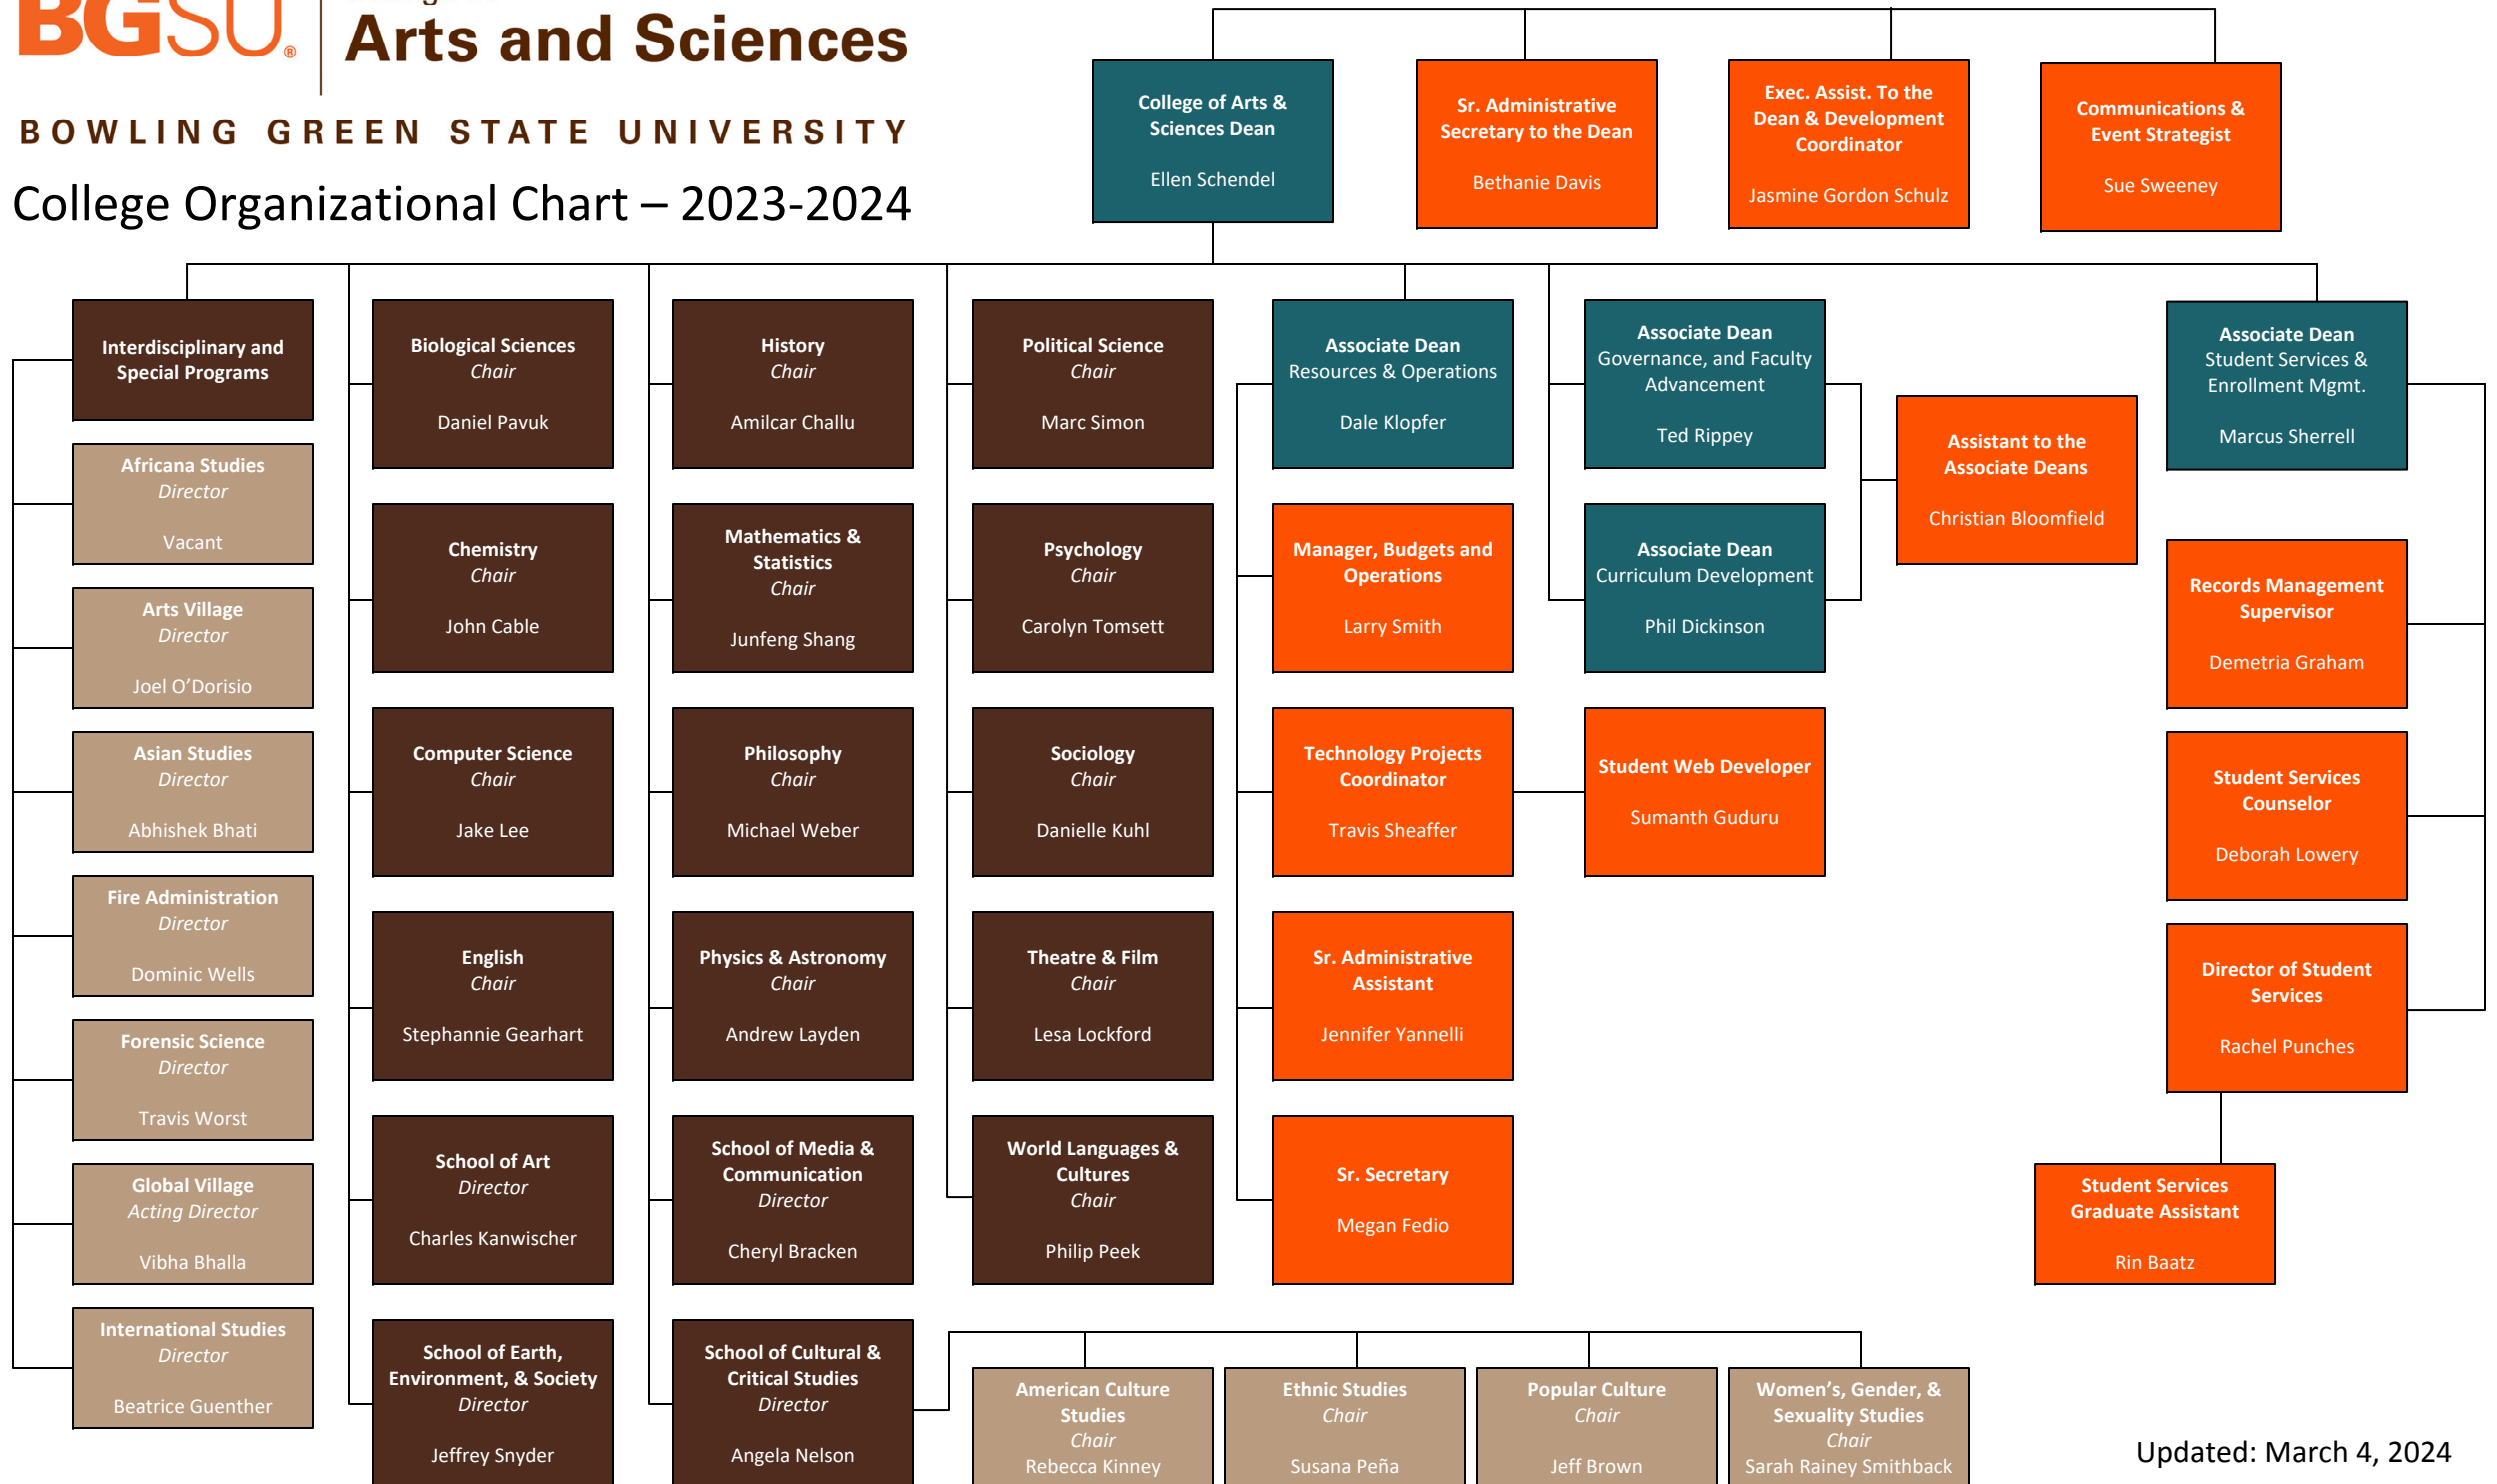 BGSU®
Arts and Sciences
BOWLING GREEN STATE UNIVERSITY
College Organizational Chart – 2023-2024
College of Arts &
Sciences Dean
Ellen Schendel
Sr. Administrative
Secretary to the Dean
Bethanie Davis
Exec. Assist. To the
Dean & Development
Coordinator
Jasmine Gordon Schulz
Communications &
Event Strategist
Sue Sweeney
Interdisciplinary and
Special Programs
Africana Studies
Director
Vacant
Arts Village
Director
Joel O’Dorisio
Asian Studies
Director
Abhishek Bhati
Fire Administration
Director
Dominic Wells
Forensic Science
Director
Travis Worst
Global Village
Acting Director
Vibha Bhalla
International Studies
Director
Beatrice Guenther
Biological Sciences
Chair
Daniel Pavuk
Chemistry
Chair
John Cable
Computer Science
Chair
Jake Lee
English
Chair
Stephannie Gearhart
School of Art
Director
Charles Kanwischer
School of Earth,
Environment, & Society
Director
Jeffrey Snyder
History
Chair
Amilcar Challu
Mathematics &
Statistics
Chair
Junfeng Shang
Philosophy
Chair
Michael Weber
Physics & Astronomy
Chair
Andrew Layden
School of Media &
Communication
Director
Cheryl Bracken
School of Cultural &
Critical Studies
Director
Angela Nelson
Political Science
Chair
Marc Simon
Psychology
Chair
Carolyn Tomsett
Sociology
Chair
Danielle Kuhl
Theatre & Film
Chair
Lesa Lockford
World Languages &
Cultures
Chair
Philip Peek
Associate Dean
Resources & Operations
Dale Klopfer
Manager, Budgets and
Operations
Larry Smith
Technology Projects
Coordinator
Travis Sheaffer
Sr. Administrative
Assistant
Jennifer Yannelli
Sr. Secretary
Megan Fedio
Associate Dean
Governance, and Faculty
Advancement
Ted Rippey
Associate Dean
Curriculum Development
Phil Dickinson
Student Web Developer
Sumanth Guduru
Assistant to the
Associate Deans
Christian Bloomfield
Associate Dean
Student Services &
Enrollment Mgmt.
Marcus Sherrell
Records Management
Supervisor
Demetria Graham
Student Services
Counselor
Deborah Lowery
Director of Student
Services
Rachel Punches
Student Services
Graduate Assistant
Rin Baatz
American Culture
Studies
Chair
Rebecca Kinney
Ethnic Studies
Chair
Susana Peña
Popular Culture
Chair
Jeff Brown
Women’s, Gender, &
Sexuality Studies
Chair
Sarah Rainey Smithback
Updated: March 4, 2024